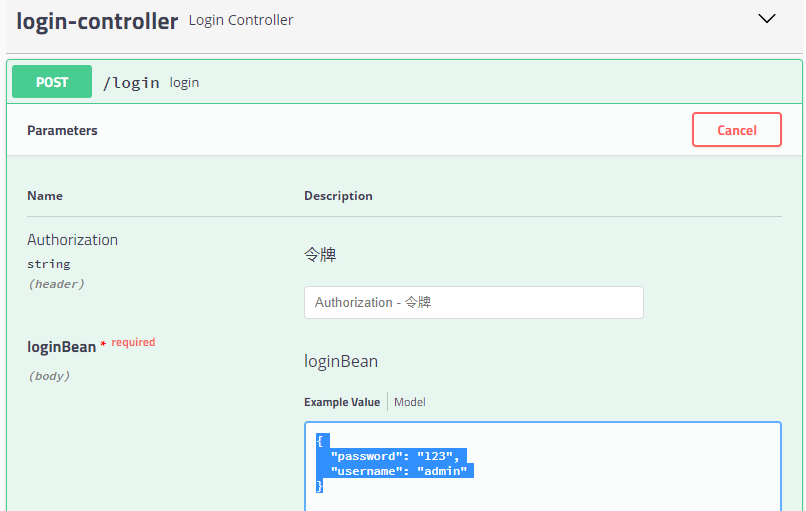 login-controller Login Controller
POST /login login
Parameters Cancel
Name Description
Authorization
string
(header)
令牌
Authorization - 令牌
loginBean * required
(body)
loginBean
Example Value Model
{
"password": "123",
"username": "admin"
}